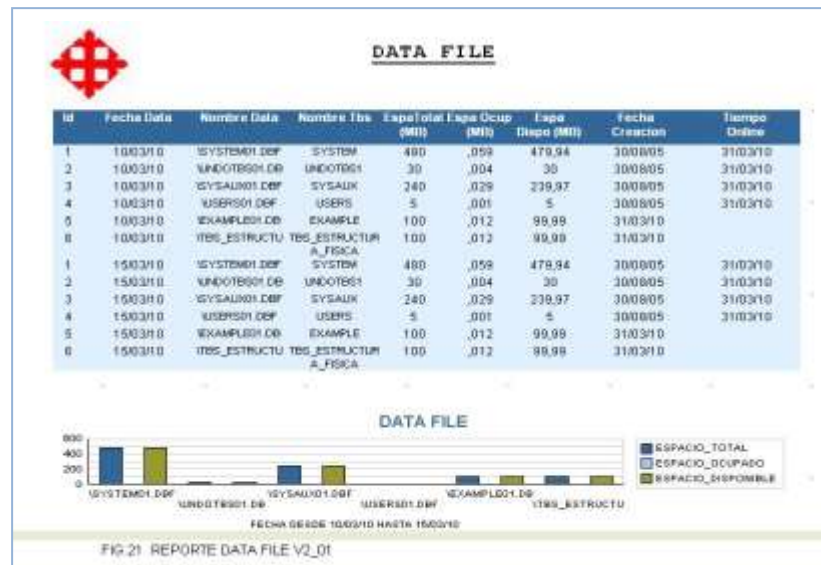 DATA FILE
Id Fecha Data Nombre Data Nombre Tbs EspaTotal (MB) Espa Ocup (MB) Espa Dispo (MB) Fecha Creacion Tiempo Online
1 10/03/10 \SYSTEM01.DBF SYSTEM 480 ,059 479,94 30/08/05 31/03/10
2 10/03/10 \UNDOTBS01.DB UNDOTBS1 30 ,004 30 30/08/05 31/03/10
3 10/03/10 \SYSAUX01.DBF SYSAUX 240 ,029 239,97 30/08/05 31/03/10
4 10/03/10 \USERS01.DBF USERS 5 ,001 5 30/08/05 31/03/10
5 10/03/10 \EXAMPLE01.DB EXAMPLE 100 ,012 99,99 31/03/10
6 10/03/10 \TBS_ESTRUCTU TBS_ESTRUCTUR 100 ,012 99,99 31/03/10
A_FISICA
1 15/03/10 \SYSTEM01.DBF SYSTEM 480 ,059 479,94 30/08/05 31/03/10
2 15/03/10 \UNDOTBS01.DB UNDOTBS1 30 ,004 30 30/08/05 31/03/10
3 15/03/10 \SYSAUX01.DBF SYSAUX 240 ,029 239,97 30/08/05 31/03/10
4 15/03/10 \USERS01.DBF USERS 5 ,001 5 30/08/05 31/03/10
5 15/03/10 \EXAMPLE01.DB EXAMPLE 100 ,012 99,99 31/03/10
6 15/03/10 \TBS_ESTRUCTU TBS_ESTRUCTUR 100 ,012 99,99 31/03/10
A_FISICA
DATA FILE
600
400
200
0
\SYSTEM01.DBF \SYSAUX01.DBF \EXAMPLE01.DB
\UNDOTBS01.DB \USERS01.DBF \TBS_ESTRUCTU
ESPACIO_TOTAL
ESPACIO_OCUPADO
ESPACIO_DISPONIBLE
FECHA DESDE 10/03/10 HASTA 15/03/10
FIG 21 REPORTE DATA FILE V2_01